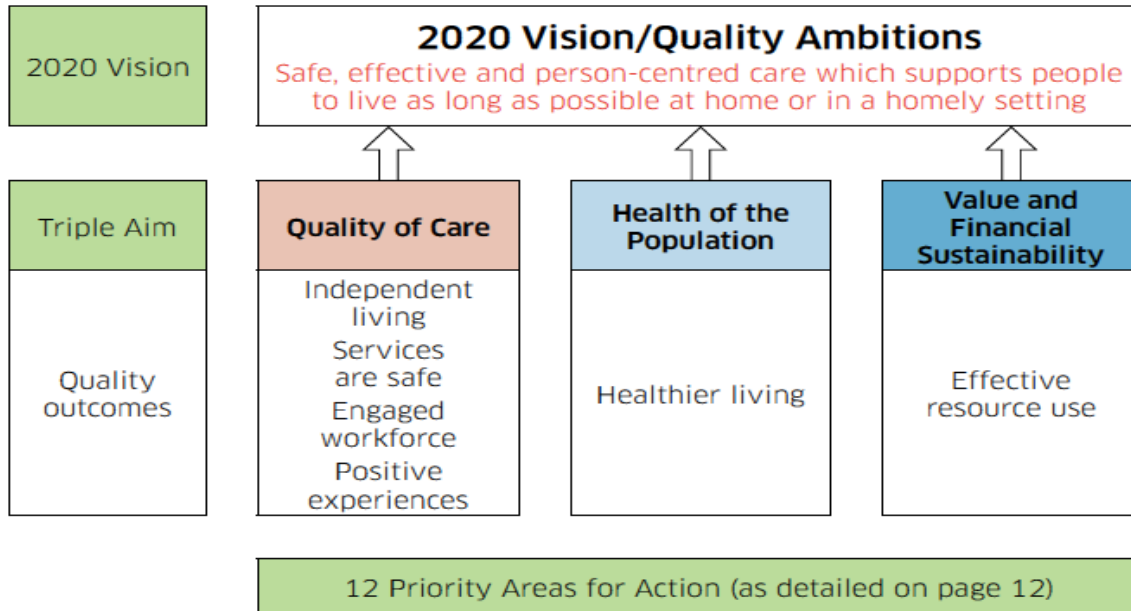 2020 Vision
2020 Vision/Quality Ambitions
Safe, effective and person-centred care which supports people
to live as long as possible at home or in a homely setting
Triple Aim
Quality of Care
Health of the
Population
Value and
Financial
Sustainability
Quality
outcomes
Independent
living
Services
are safe
Engaged
workforce
Positive
experiences
Healthier living
Effective
resource use
12 Priority Areas for Action (as detailed on page 12)